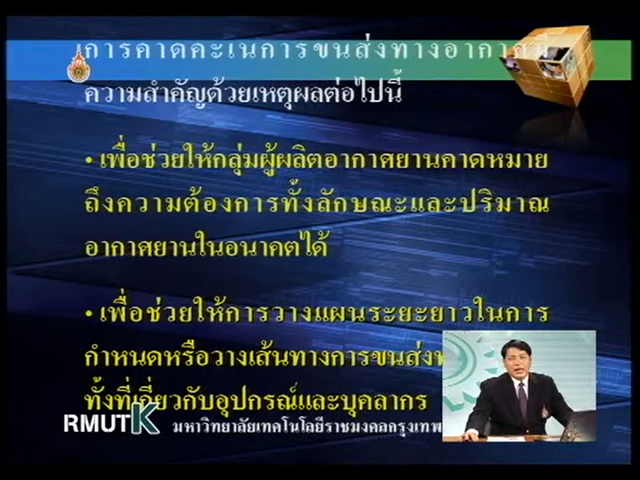 การคาดคะเนการขนส่งทางอากาศมี
ความสำคัญด้วยเหตุผลต่อไปนี้
• เพื่อช่วยให้กลุ่มผู้ผลิตอากาศยานคาดหมาย
ถึงความต้องการทั้งลักษณะและปริมาณ
อากาศยานในอนาคตได้
• เพื่อช่วยให้การวางแผนระยะยาวในการ
กำหนดหรือวางเส้นทางการขนส่ง
ทั้งที่เกี่ยวกับอุปกรณ์และบุคลากร
RMUTK มหาวิทยาลัยเทคโนโลยีราชมงคลกรุงเทพ